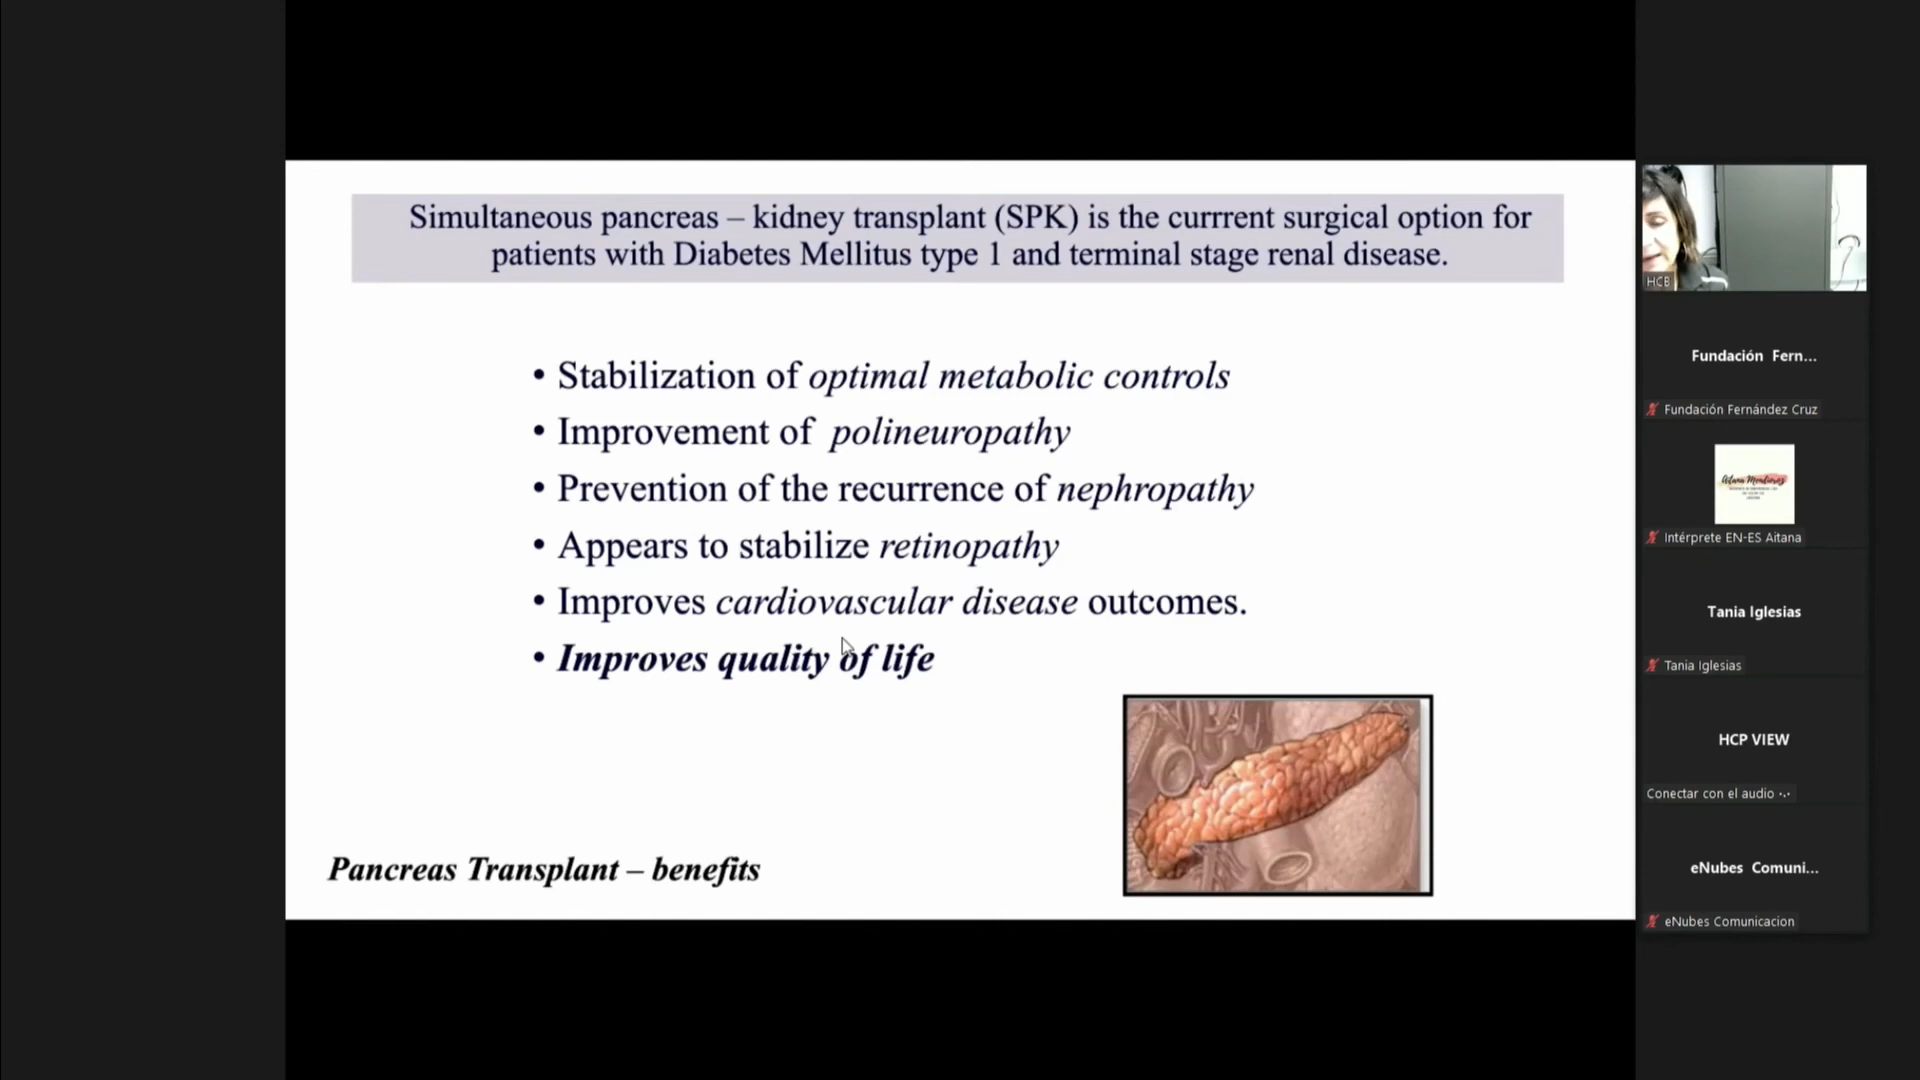 Simultaneous pancreas – kidney transplant (SPK) is the currrent surgical option for
patients with Diabetes Mellitus type 1 and terminal stage renal disease.
• Stabilization of optimal metabolic controls
• Improvement of polineuropathy
• Prevention of the recurrence of nephropathy
• Appears to stabilize retinopathy
• Improves cardiovascular disease outcomes.
• Improves quality of life
Pancreas Transplant – benefits
HCB
Fundación Fern...
Fundación Fernández Cruz
Intérprete EN-ES Aitana
Tania Iglesias
Tania Iglesias
HCP VIEW
Conectar con el audio
eNubes Comuni...
eNubes Comunicacion